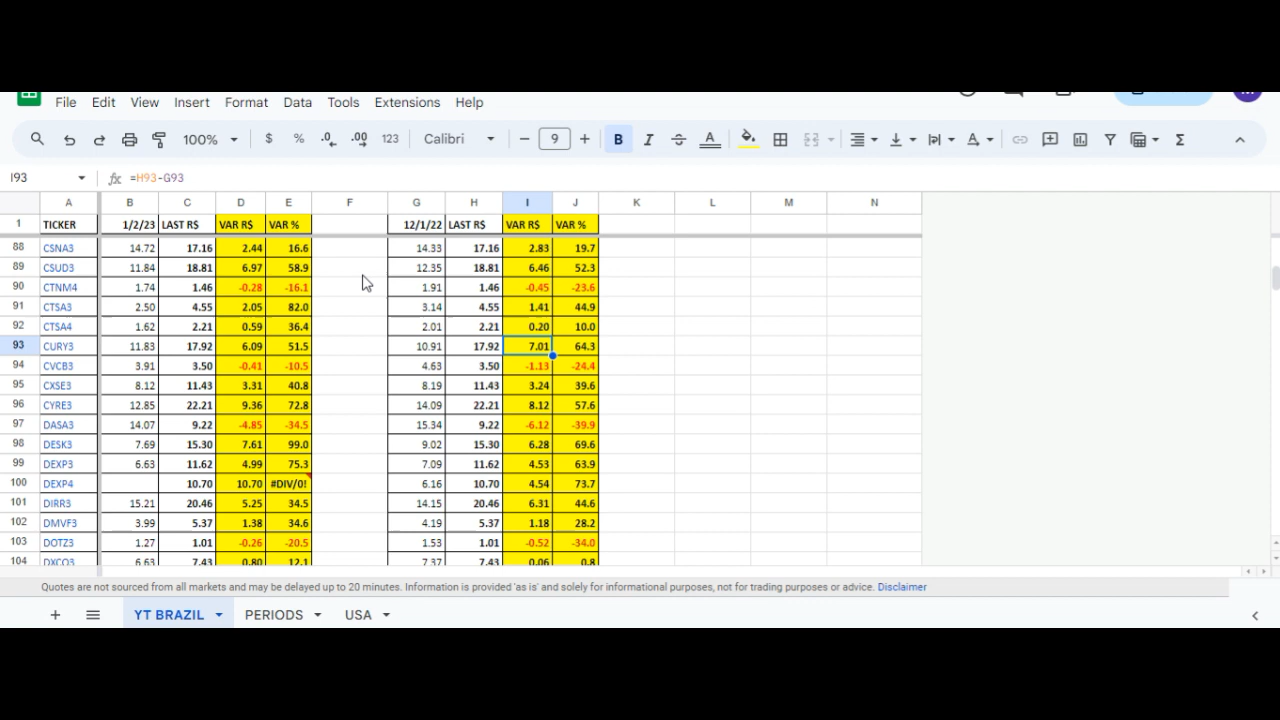 File Edit View Insert Format Data Tools Extensions Help
100% $ % .0 .00 123 Calibri 9 B I A Σ
I93 fx =H93-G93
A B C D E F G H I J K L M N
1 TICKER 1/2/23 LAST R$ VAR R$ VAR % 12/1/22 LAST R$ VAR R$ VAR %
88 CSNA3 14.72 17.16 2.44 16.6 14.33 17.16 2.83 19.7
89 CSUD3 11.84 18.81 6.97 58.9 12.35 18.81 6.46 52.3
90 CTNM4 1.74 1.46 -0.28 -16.1 1.91 1.46 -0.45 -23.6
91 CTSA3 2.50 4.55 2.05 82.0 3.14 4.55 1.41 44.9
92 CTSA4 1.62 2.21 0.59 36.4 2.01 2.21 0.20 10.0
93 CURY3 11.83 17.92 6.09 51.5 10.91 17.92 7.01 64.3
94 CVCB3 3.91 3.50 -0.41 -10.5 4.63 3.50 -1.13 -24.4
95 CXSE3 8.12 11.43 3.31 40.8 8.19 11.43 3.24 39.6
96 CYRE3 12.85 22.21 9.36 72.8 14.09 22.21 8.12 57.6
97 DASA3 14.07 9.22 -4.85 -34.5 15.34 9.22 -6.12 -39.9
98 DESK3 7.69 15.30 7.61 99.0 9.02 15.30 6.28 69.6
99 DEXP3 6.63 11.62 4.99 75.3 7.09 11.62 4.53 63.9
100 DEXP4 10.70 10.70 #DIV/0! 6.16 10.70 4.54 73.7
101 DIRR3 15.21 20.46 5.25 34.5 14.15 20.46 6.31 44.6
102 DMVF3 3.99 5.37 1.38 34.6 4.19 5.37 1.18 28.2
103 DOTZ3 1.27 1.01 -0.26 -20.5 1.53 1.01 -0.52 -34.0
104 DXCO3 6.63 7.43 0.80 12.1 7.37 7.43 0.06 0.8
Quotes are not sourced from all markets and may be delayed up to 20 minutes. Information is provided 'as is' and solely for informational purposes, not for trading purposes or advice. Disclaimer
+ YT BRAZIL PERIODS USA